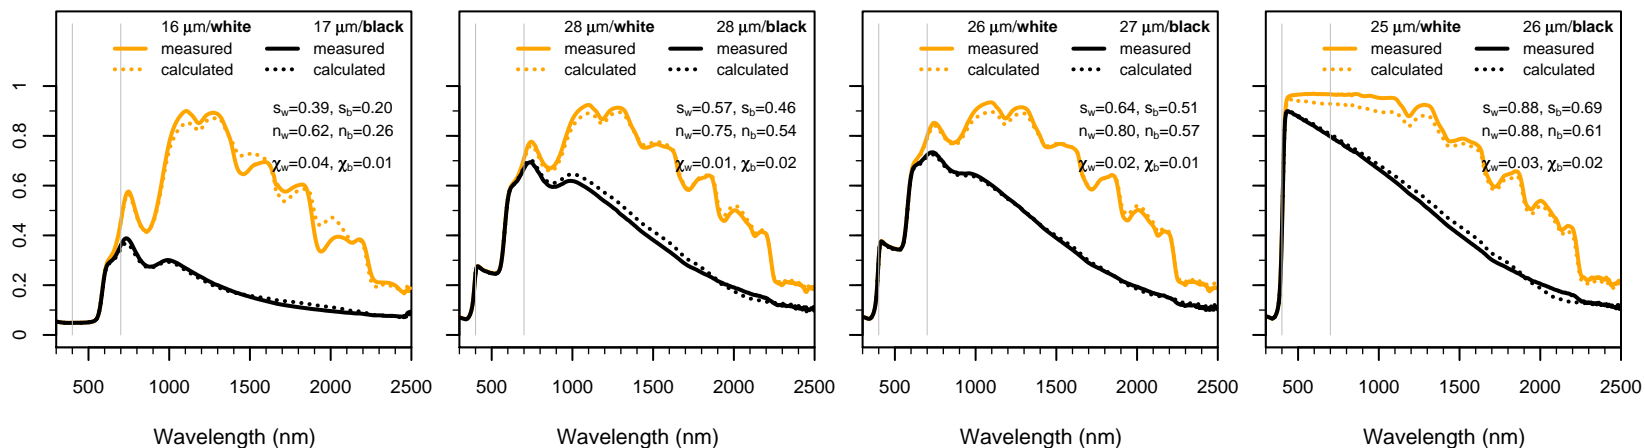 16 μm/white 17 μm/black
measured measured
calculated calculated
s_w=0.39, s_b=0.20
n_w=0.62, n_b=0.26
χ_w=0.04, χ_b=0.01
28 μm/white 28 μm/black
measured measured
calculated calculated
s_w=0.57, s_b=0.46
n_w=0.75, n_b=0.54
χ_w=0.01, χ_b=0.02
26 μm/white 27 μm/black
measured measured
calculated calculated
s_w=0.64, s_b=0.51
n_w=0.80, n_b=0.57
χ_w=0.02, χ_b=0.01
25 μm/white 26 μm/black
measured measured
calculated calculated
s_w=0.88, s_b=0.69
n_w=0.88, n_b=0.61
χ_w=0.03, χ_b=0.02
1
0.8
0.6
0.4
0.2
0
500 1000 1500 2000 2500
500 1000 1500 2000 2500
500 1000 1500 2000 2500
500 1000 1500 2000 2500
Wavelength (nm)
Wavelength (nm)
Wavelength (nm)
Wavelength (nm)